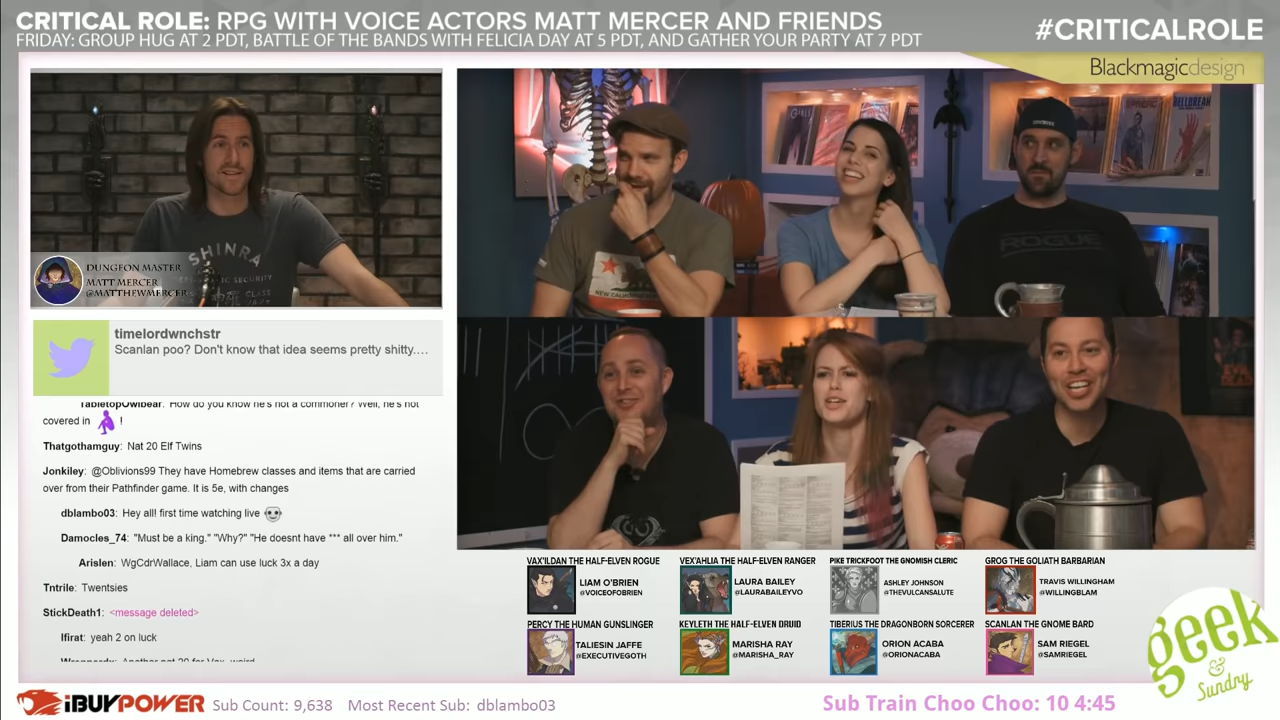 CRITICAL ROLE: RPG WITH VOICE ACTORS MATT MERCER AND FRIENDS
FRIDAY: GROUP HUG AT 2 PDT, BATTLE OF THE BANDS WITH FELICIA DAY AT 5 PDT, AND GATHER YOUR PARTY AT 7 PDT
#CRITICALROLE
Blackmagicdesign
SHINRA
SECURITY
CLASS
DUNGEON MASTER
MATT MERCER
@MATTHEWMERCER
ROGUE
timelordwnchstr
Scanlan poo? Don't know that idea seems pretty shitty....
TabletopOwlbear: How do you know he's not a commoner? Well, he's not
covered in !
Thatgothamguy: Nat 20 Elf Twins
Jonkiley: @Oblivions99 They have Homebrew classes and items that are carried
over from their Pathfinder game. It is 5e, with changes
dblambo03: Hey all! first time watching live
Damocles_74: "Must be a king." "Why?" "He doesnt have *** all over him."
Arislen: WgCdrWallace, Liam can use luck 3x a day
Tntrile: Twentsies
StickDeath1: <message deleted>
Ifirat: yeah 2 on luck
Another nat 20 for Vax, weird
VAX'ILDAN THE HALF-ELVEN ROGUE
LIAM O'BRIEN
@VOICEOFOBRIEN
VEX'AHLIA THE HALF-ELVEN RANGER
LAURA BAILEY
@LAURABAILEYVO
PIKE TRICKFOOT THE GNOMISH CLERIC
ASHLEY JOHNSON
@THEVULCANSALUTE
GROG THE GOLIATH BARBARIAN
TRAVIS WILLINGHAM
@WILLINGBLAM
PERCY THE HUMAN GUNSLINGER
TALIESIN JAFFE
@EXECUTIVEGOTH
KEYLETH THE HALF-ELVEN DRUID
MARISHA RAY
@MARISHA_RAY
TIBERIUS THE DRAGONBORN SORCERER
ORION ACABA
@ORIONACABA
SCANLAN THE GNOME BARD
SAM RIEGEL
@SAMRIEGEL
geek
&
Sundry
iBUYPOWER
Sub Count: 9,638 Most Recent Sub: dblambo03
Sub Train Choo Choo: 10 4:45